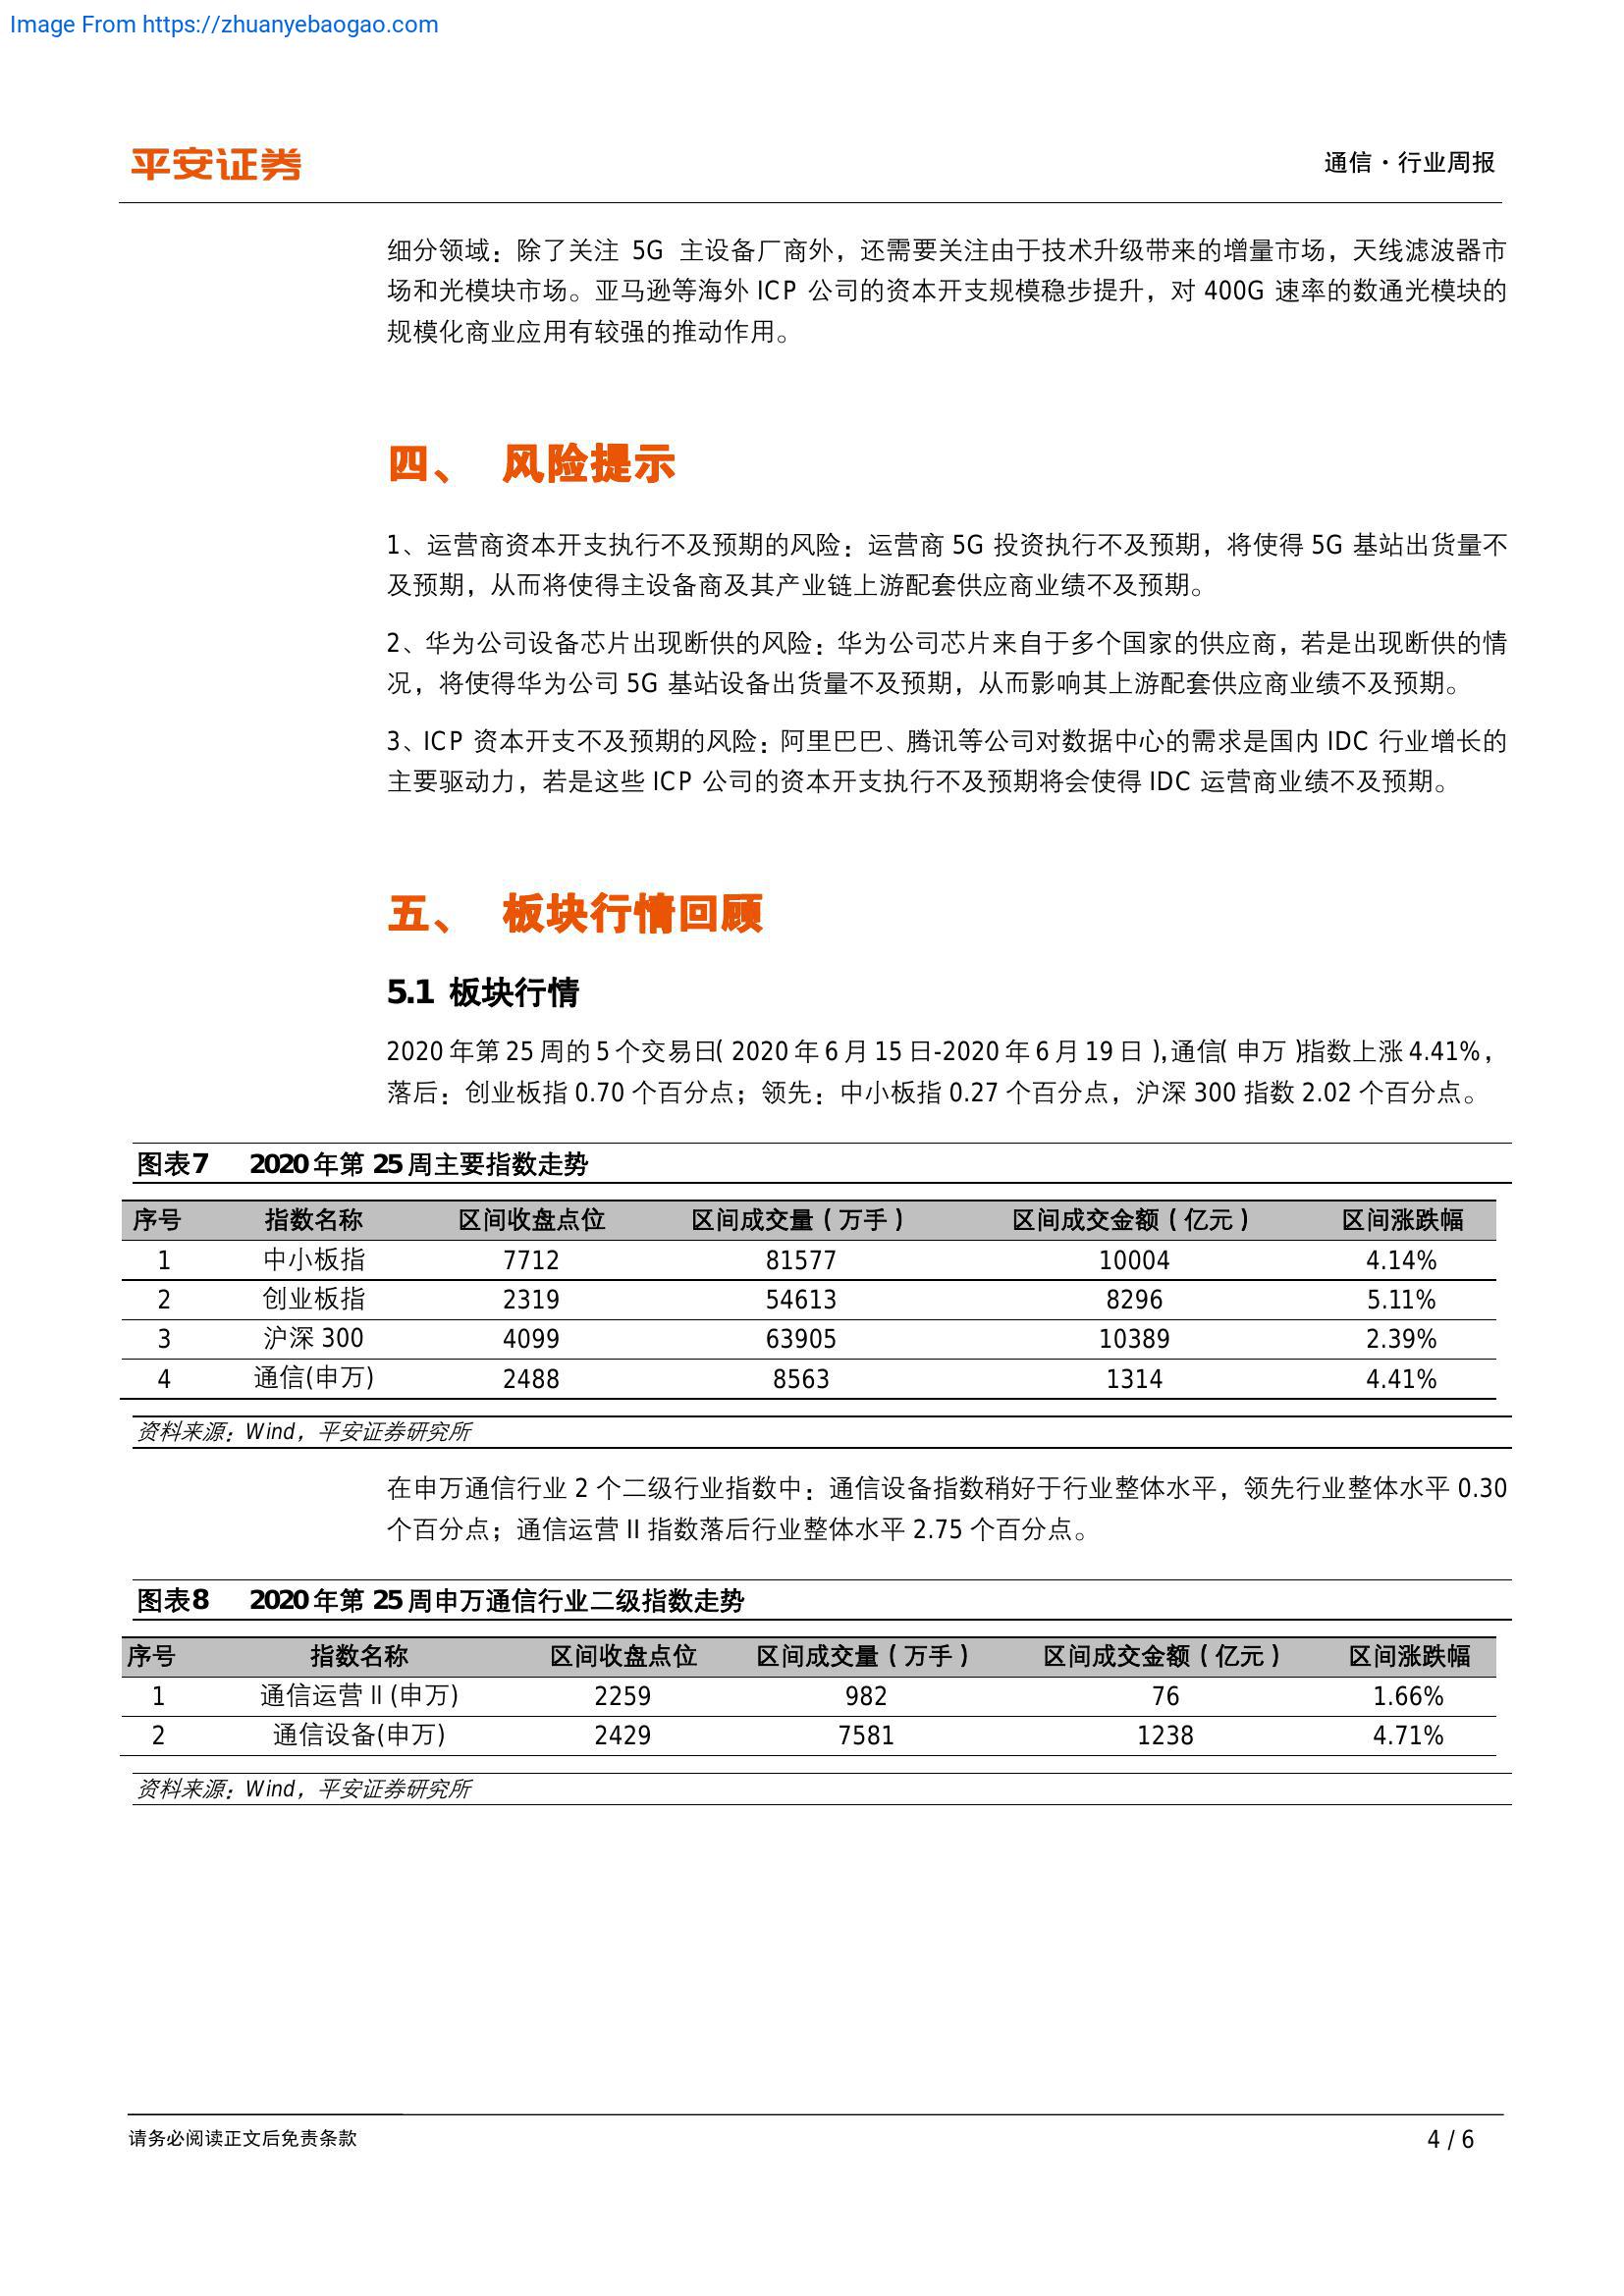 Image From https://zhuanyebaogao.com
平安证券
通信·行业周报
细分领域：除了关注 5G 主设备厂商外，还需要关注由于技术升级带来的增量市场，天线滤波器市
场和光模块市场。亚马逊等海外 ICP 公司的资本开支规模稳步提升，对 400G 速率的数通光模块的
规模化商业应用有较强的推动作用。
四、 风险提示
1、运营商资本开支执行不及预期的风险：运营商 5G 投资执行不及预期，将使得 5G 基站出货量不
及预期，从而将使得主设备商及其产业链上游配套供应商业绩不及预期。
2、华为公司设备芯片出现断供的风险：华为公司芯片来自于多个国家的供应商，若是出现断供的情
况，将使得华为公司 5G 基站设备出货量不及预期，从而影响其上游配套供应商业绩不及预期。
3、ICP 资本开支不及预期的风险：阿里巴巴、腾讯等公司对数据中心的需求是国内 IDC 行业增长的
主要驱动力，若是这些 ICP 公司的资本开支执行不及预期将会使得 IDC 运营商业绩不及预期。
五、 板块行情回顾
5.1 板块行情
2020 年第 25 周的 5 个交易日（2020 年 6 月 15 日-2020 年 6 月 19 日），通信（申万）指数上涨 4.41%，
落后：创业板指 0.70 个百分点；领先：中小板指 0.27 个百分点，沪深 300 指数 2.02 个百分点。
图表7 2020 年第 25 周主要指数走势
序号 指数名称 区间收盘点位 区间成交量（万手） 区间成交金额（亿元） 区间涨跌幅
1 中小板指 7712 81577 10004 4.14%
2 创业板指 2319 54613 8296 5.11%
3 沪深 300 4099 63905 10389 2.39%
4 通信(申万) 2488 8563 1314 4.41%
资料来源：Wind，平安证券研究所
在申万通信行业 2 个二级行业指数中：通信设备指数稍好于行业整体水平，领先行业整体水平 0.30
个百分点；通信运营 II 指数落后行业整体水平 2.75 个百分点。
图表8 2020 年第 25 周申万通信行业二级指数走势
序号 指数名称 区间收盘点位 区间成交量（万手） 区间成交金额（亿元） 区间涨跌幅
1 通信运营 II (申万) 2259 982 76 1.66%
2 通信设备(申万) 2429 7581 1238 4.71%
资料来源：Wind，平安证券研究所
请务必阅读正文后免责条款
4 / 6